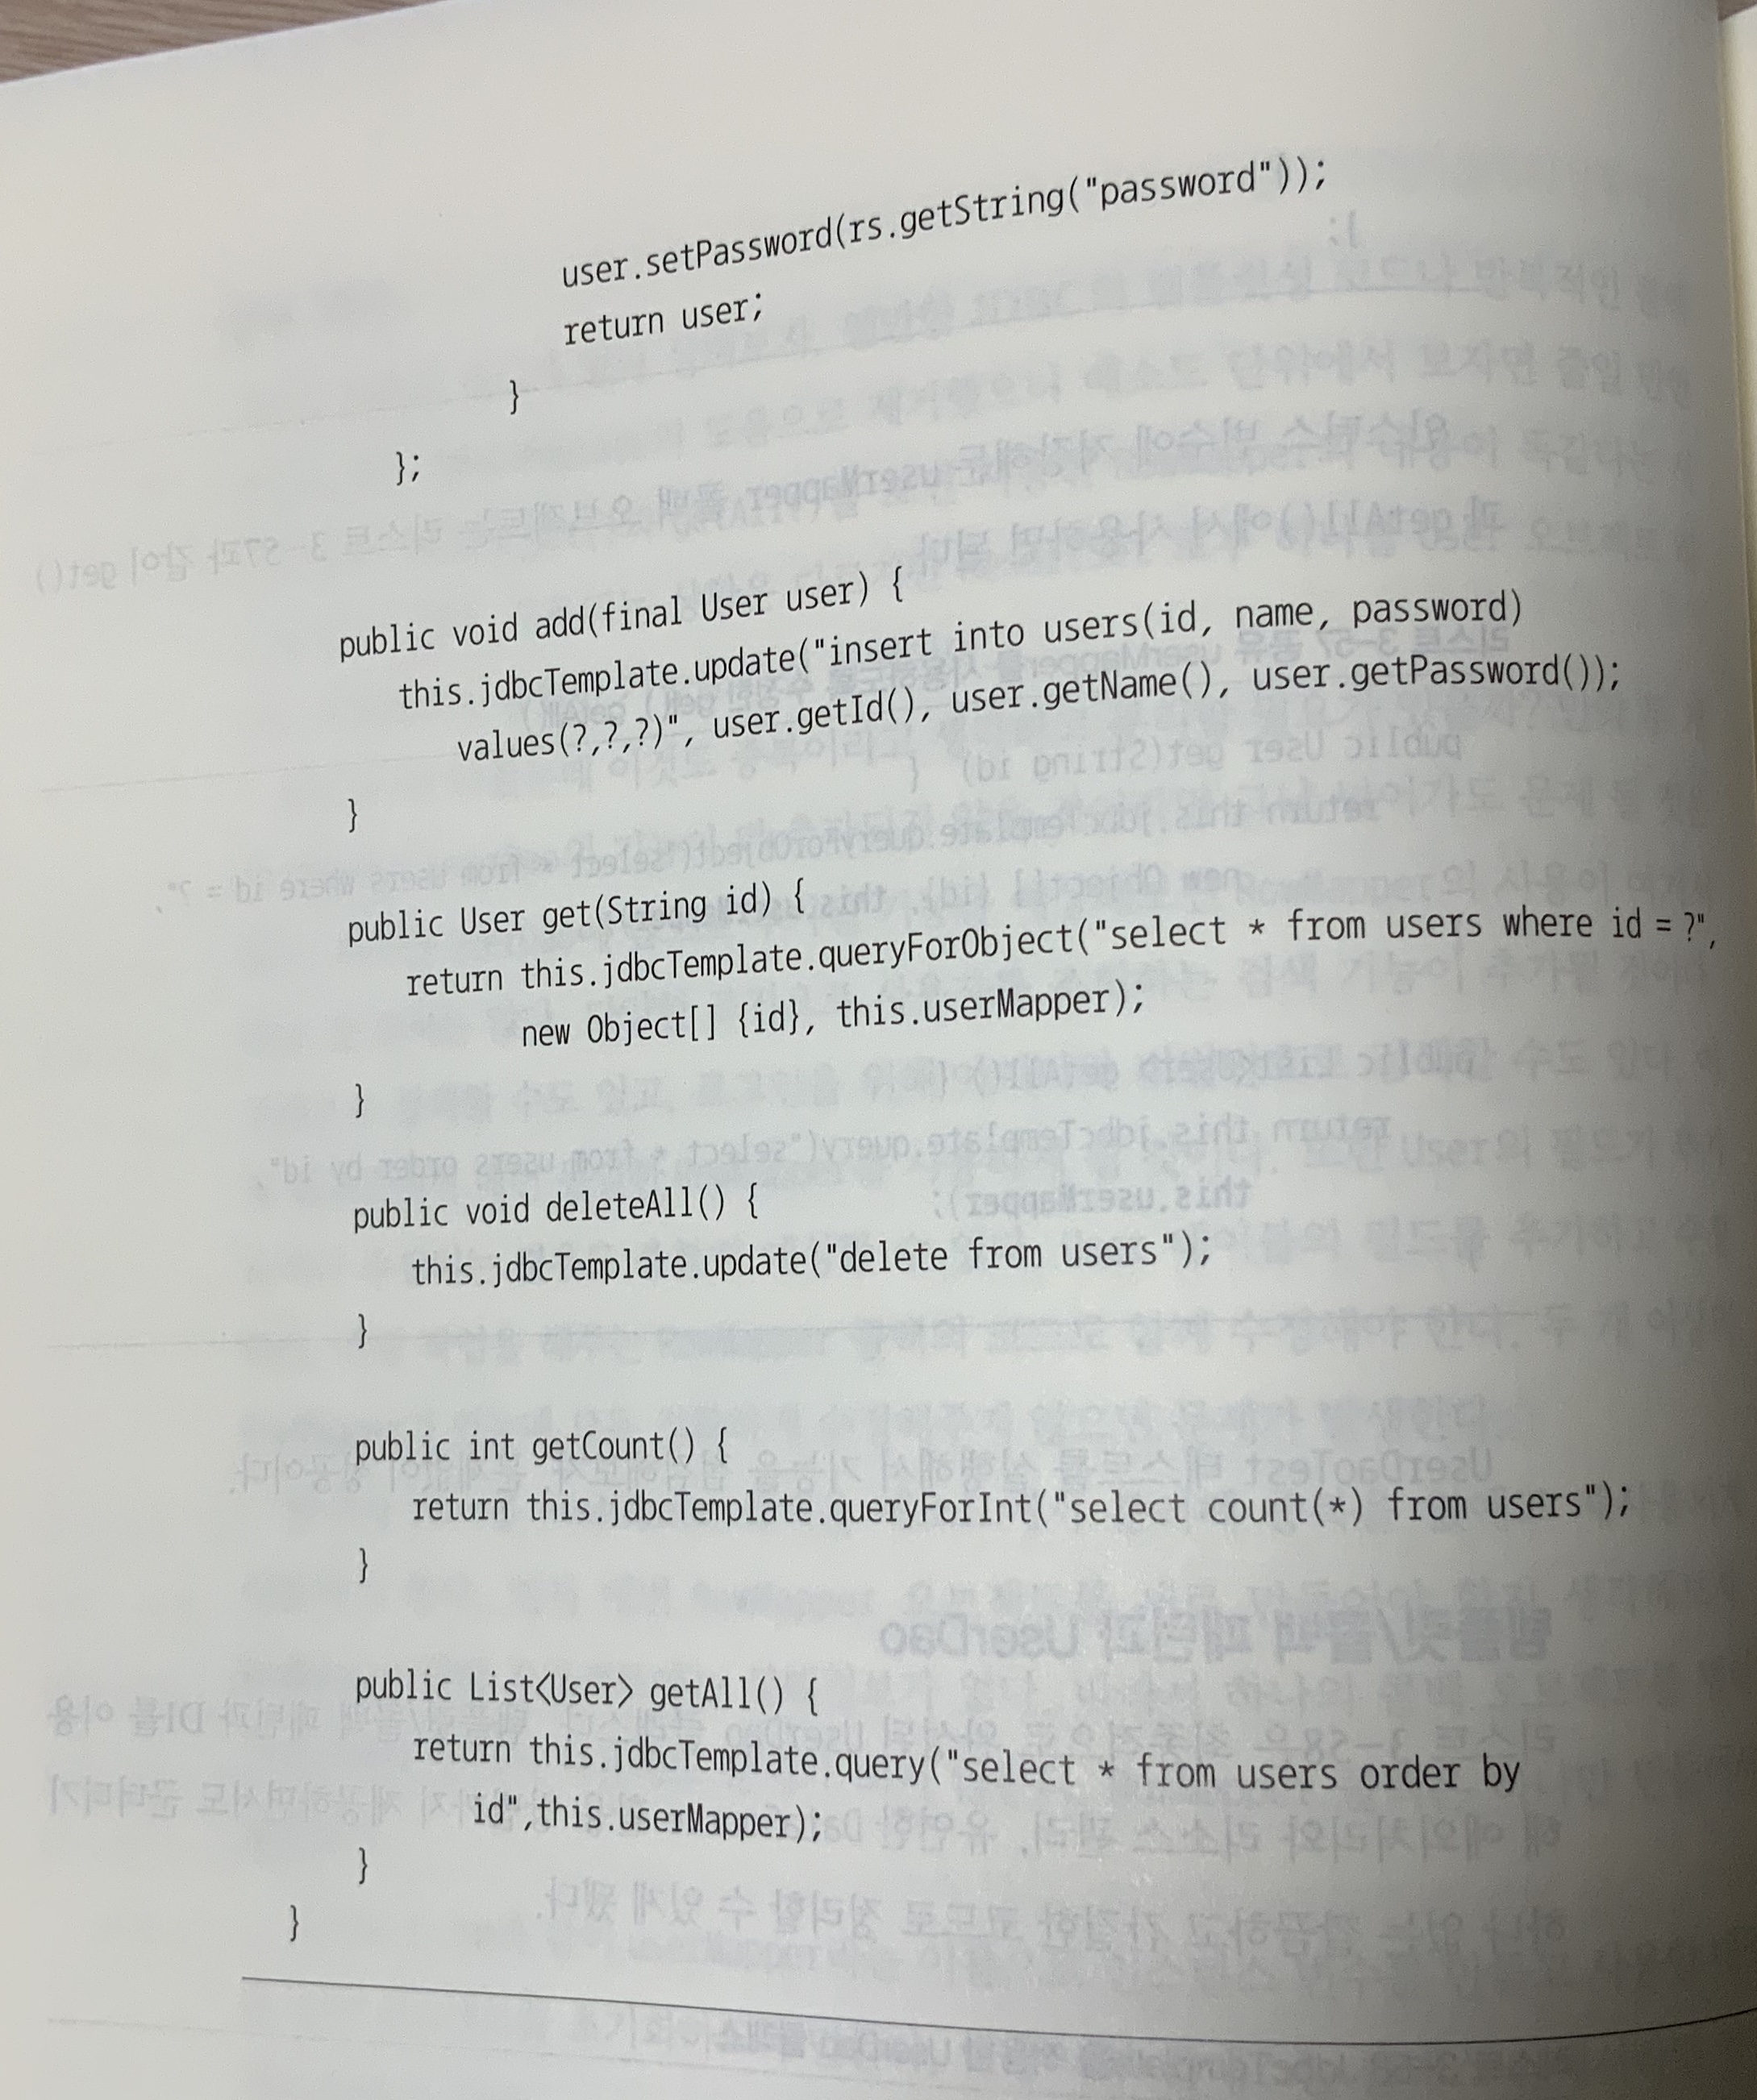 user.setPassword(rs.getString("password"));
return user;
}
};
public void add(final User user) {
this.jdbcTemplate.update("insert into users(id, name, password)
values(?,?,?)", user.getId(), user.getName(), user.getPassword());
}
public User get(String id) {
return this.jdbcTemplate.queryForObject("select * from users where id = ?",
new Object[] {id}, this.userMapper);
}
public void deleteAll() {
this.jdbcTemplate.update("delete from users");
}
public int getCount() {
return this.jdbcTemplate.queryForInt("select count(*) from users");
}
public List<User> getAll() {
return this.jdbcTemplate.query("select * from users order by
id",this.userMapper);
}
}